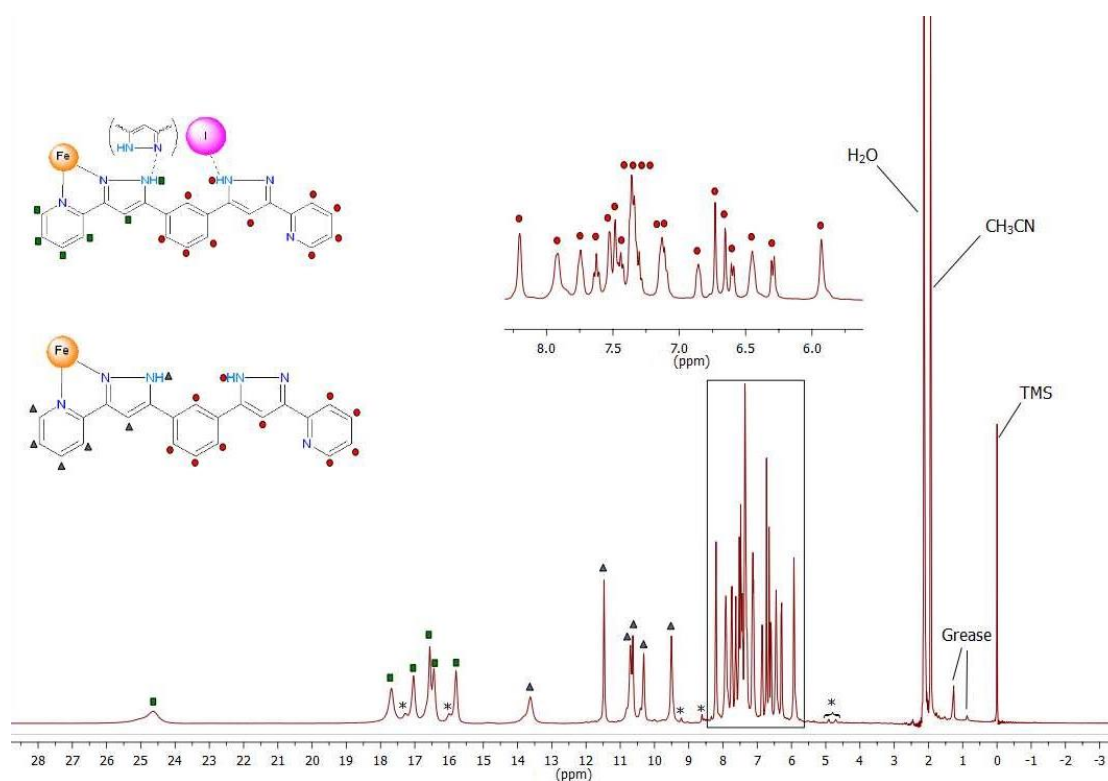 HN
N
I
Fe
N
NH
HN
N
N
N
8.0 7.5 7.0 6.5 6.0
(ppm)
H₂O
CH₃CN
Fe
N
NH
HN
N
N
N
TMS
Grease
*
*
*
*
*
28 27 26 25 24 23 22 21 20 19 18 17 16 15 14 13 12 11 10 9 8 7 6 5 4 3 2 1 0 -1 -2 -3
(ppm)